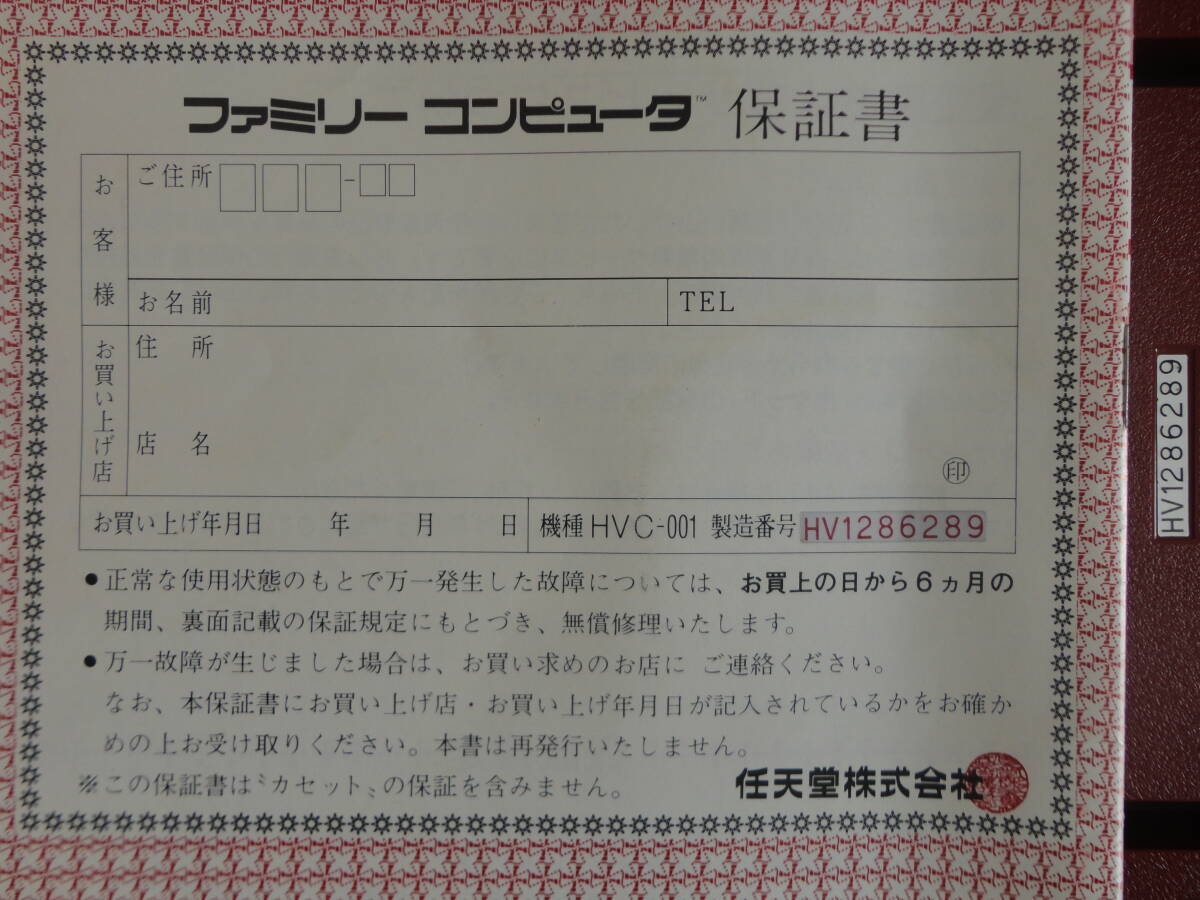 ファミリー コンピュータ™ 保証書
お客様
ご住所 -
お名前
TEL
お買い上げ店
住 所
店 名
印
お買い上げ年月日 年 月 日
機種 HVC-001 製造番号 HV1286289
●正常な使用状態のもとで万一発生した故障については、お買上の日から6ヵ月の
期間、裏面記載の保証規定にもとづき、無償修理いたします。
●万一故障が生じました場合は、お買い求めのお店に ご連絡ください。
なお、本保証書にお買い上げ店・お買い上げ年月日が記入されているかをお確か
めの上お受け取りください。本書は再発行いたしません。
※この保証書は〝カセット〟の保証を含みません。
任天堂株式会社
HV1286289